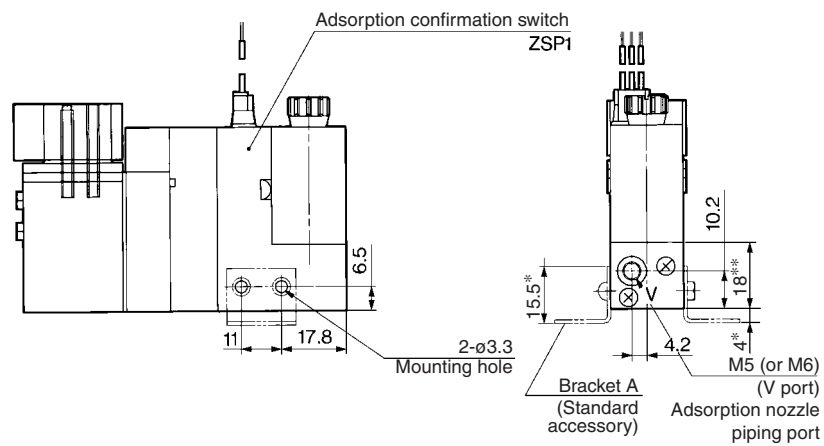 Adsorption confirmation switch
ZSP1
6.5
11
17.8
2-ø3.3
Mounting hole
10.2
15.5*
18**
V
4*
4.2
M5 (or M6)
(V port)
Adsorption nozzle
piping port
Bracket A
(Standard
accessory)